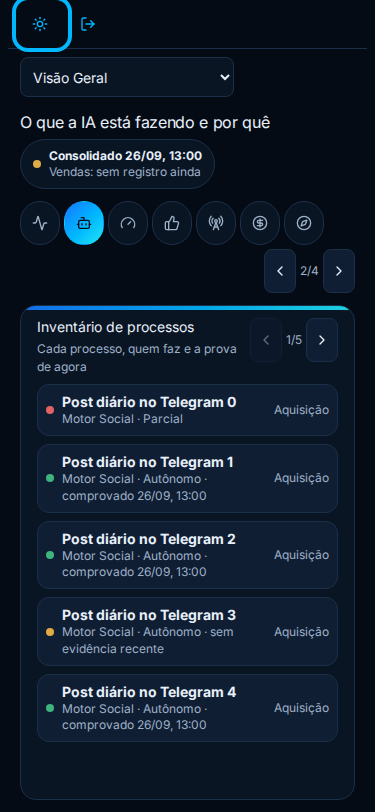 Visão Geral
O que a IA está fazendo e por quê
Consolidado 26/09, 13:00
Vendas: sem registro ainda
2/4
Inventário de processos
Cada processo, quem faz e a prova
de agora
1/5
Post diário no Telegram 0
Motor Social · Parcial
Aquisição
Post diário no Telegram 1
Motor Social · Autônomo ·
comprovado 26/09, 13:00
Aquisição
Post diário no Telegram 2
Motor Social · Autônomo ·
comprovado 26/09, 13:00
Aquisição
Post diário no Telegram 3
Motor Social · Autônomo · sem
evidência recente
Aquisição
Post diário no Telegram 4
Motor Social · Autônomo ·
comprovado 26/09, 13:00
Aquisição